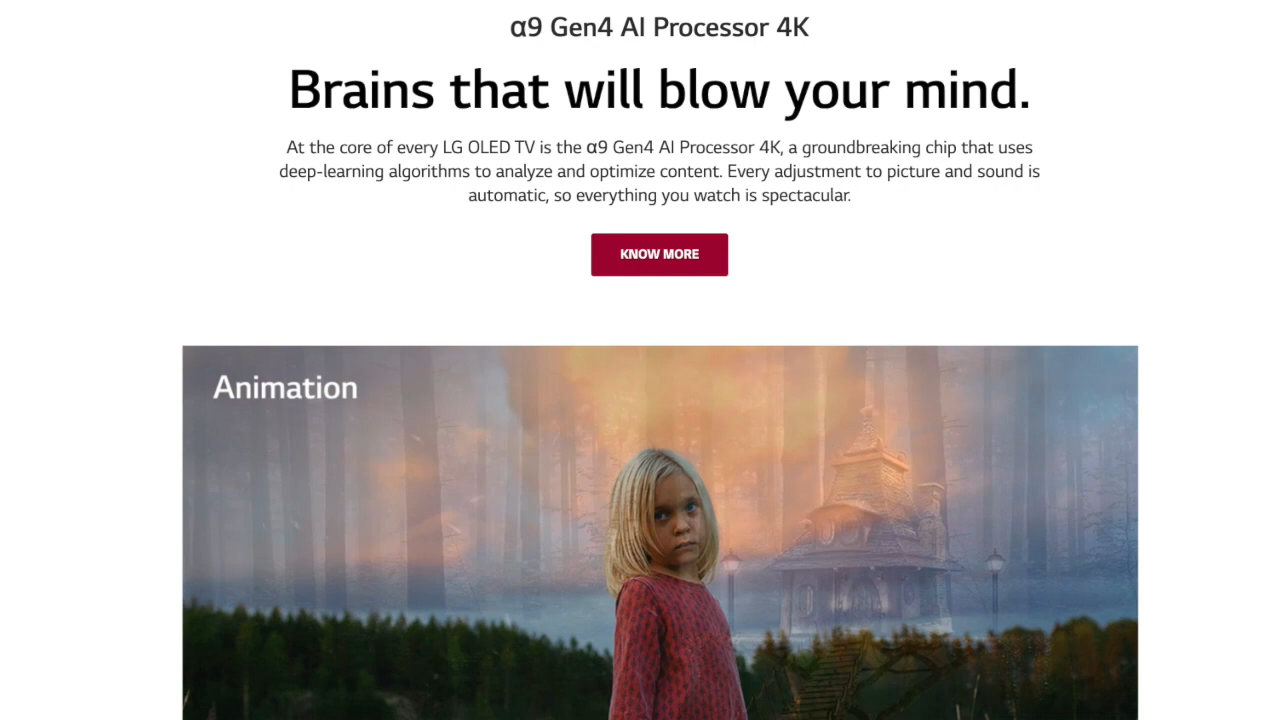 α9 Gen4 AI Processor 4K
Brains that will blow your mind.
At the core of every LG OLED TV is the α9 Gen4 AI Processor 4K, a groundbreaking chip that uses
deep-learning algorithms to analyze and optimize content. Every adjustment to picture and sound is
automatic, so everything you watch is spectacular.
KNOW MORE
Animation